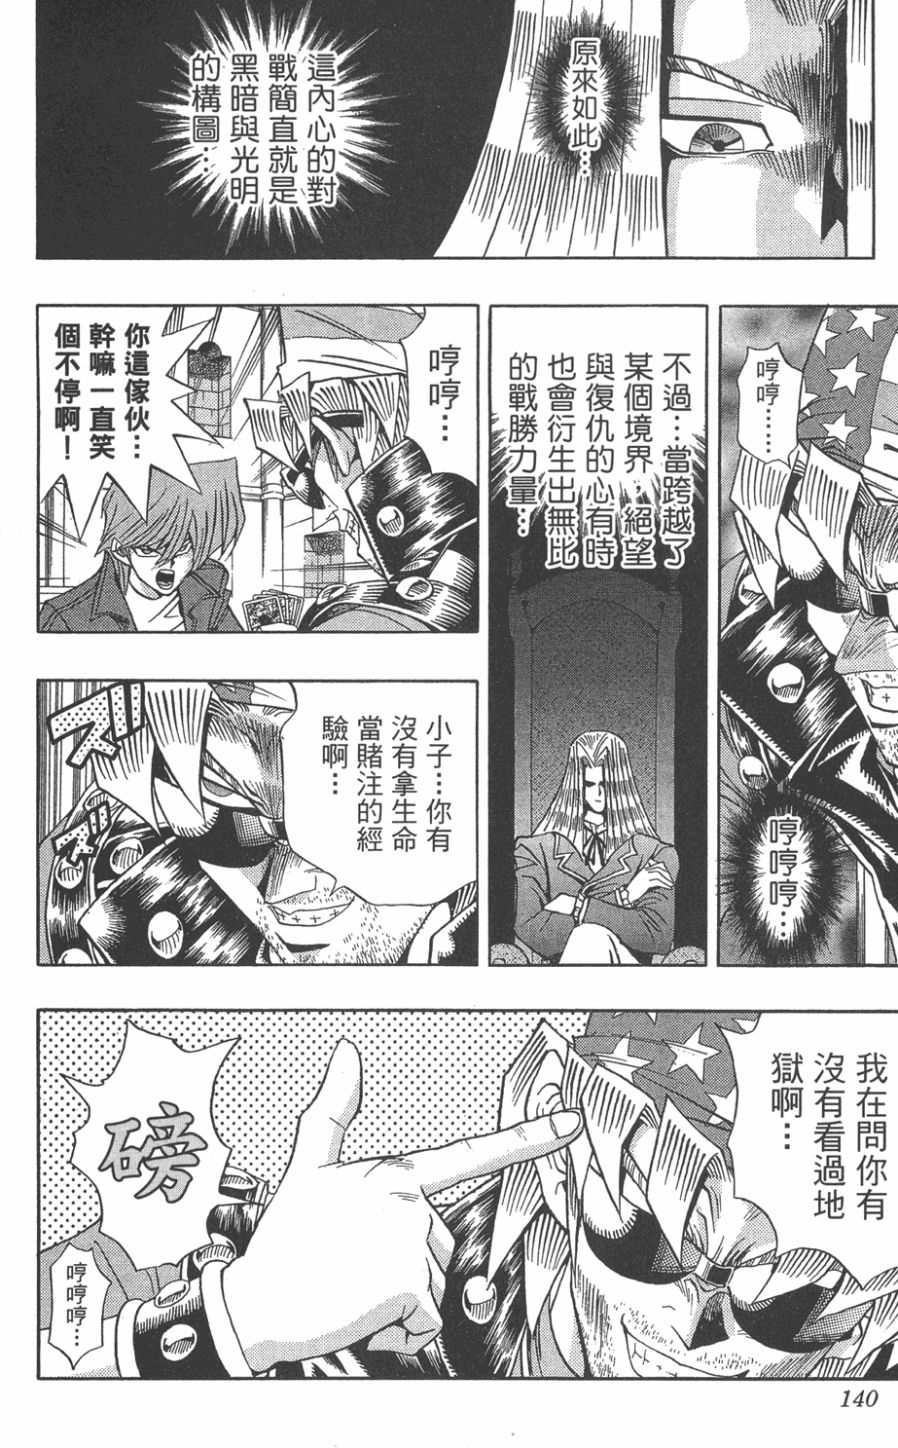 原來如此…
這內心的對
戰簡直就是
黑暗與光明
的構圖…
哼哼……
哼哼哼…
不過…當跨越了
某個境界，絕望
與復仇的心有時
也會衍生出無比
的戰勝力量…
哼哼…
你這傢伙…
幹嘛一直笑
個不停啊！
小子…你有
沒有拿生命
當賭注的經
驗啊…
ズズ
ズズ
我在問你有
沒有看過地
獄啊…
磅
哼哼哼…
140